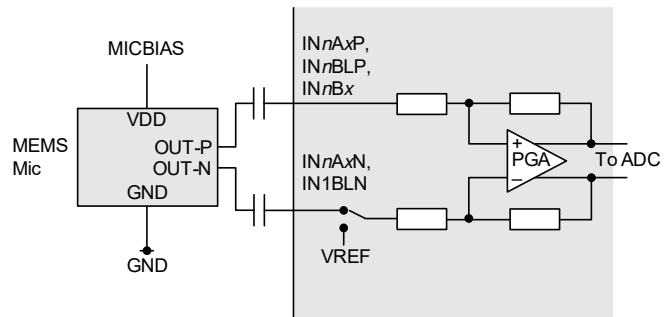 MICBIAS
INnAxP,
INnBLP,
INnBx
MEMS
Mic
VDD
OUT-P
OUT-N
GND
GND
INnAxN,
IN1BLN
VREF
+
PGA
–
To ADC